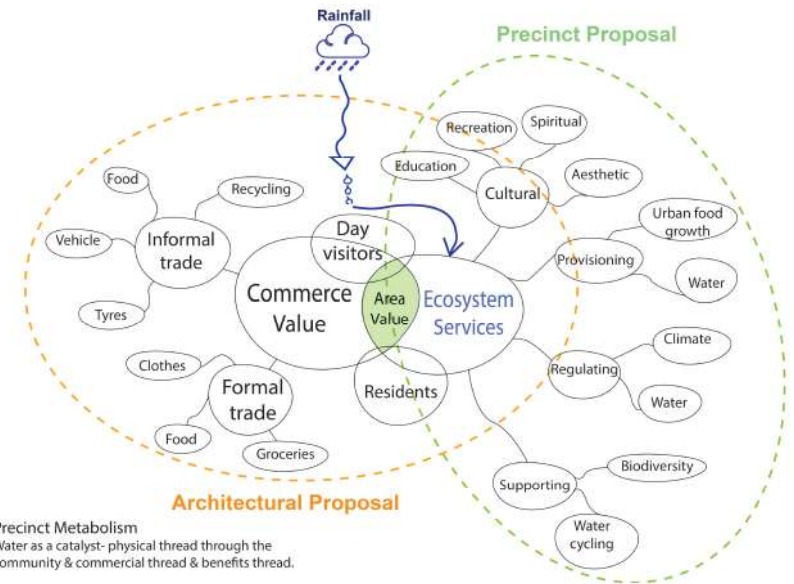 Rainfall
Precinct Proposal
Recreation
Spiritual
Education
Cultural
Aesthetic
Food
Recycling
Vehicle
Informal
trade
Tyres
Day
visitors
Urban food
growth
Provisioning
Water
Commerce
Value
Area
Value
Ecosystem
Services
Climate
Regulating
Water
Clothes
Formal
trade
Food
Groceries
Residents
Biodiversity
Supporting
Water
cycling
Architectural Proposal
Precinct Metabolism
Water as a catalyst- physical thread through the
community & commercial thread & benefits thread.